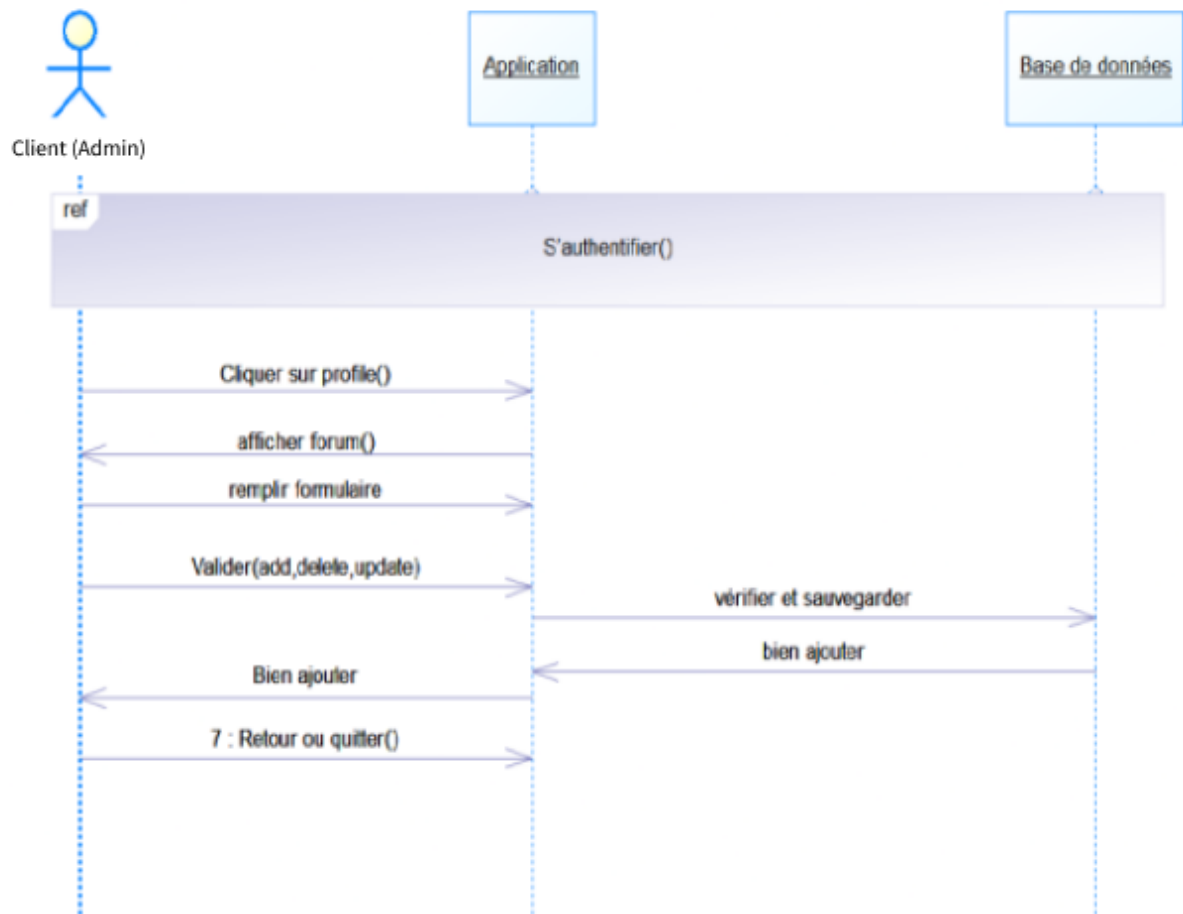 Application
Base de données
Client (Admin)
ref
S'authentifier()
Cliquer sur profile()
afficher forum()
remplir formulaire
Valider(add,delete,update)
vérifier et sauvegarder
bien ajouter
Bien ajouter
7 : Retour ou quitter()